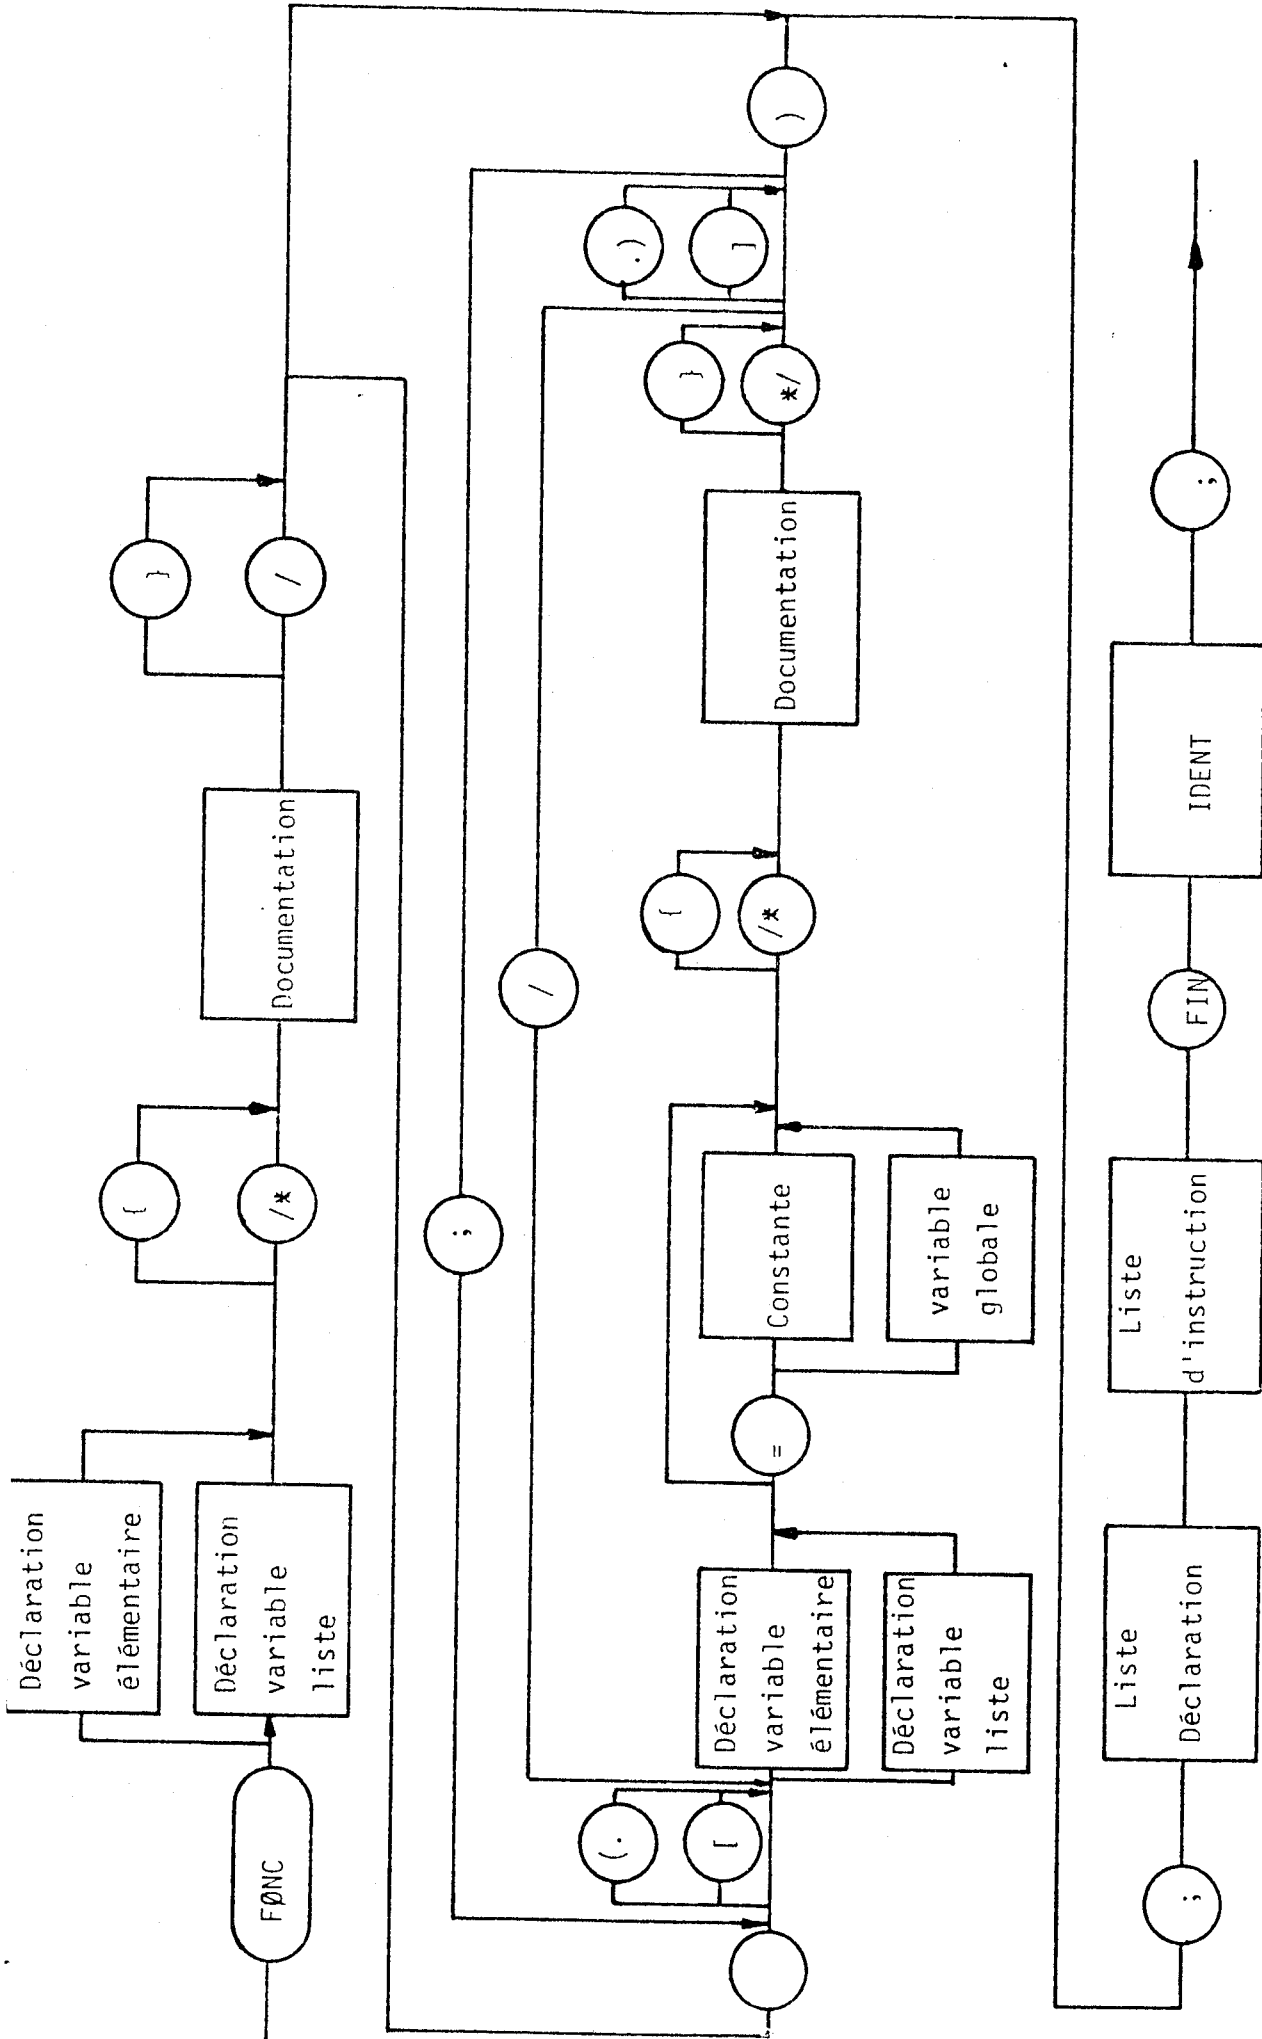 FØNC
Déclaration
variable
élémentaire
Déclaration
variable
liste
{
/*
Documentation
}
/
;
/
(.
[
Déclaration
variable
élémentaire
Déclaration
variable
liste
=
Constante
variable
globale
{
/*
Documentation
}
*/
.)
]
)
;
Liste
Déclaration
Liste
d'instruction
FIN
IDENT
;